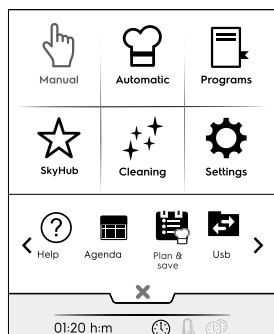 Manual Automatic Programs
SkyHub Cleaning Settings
Help Agenda Plan & save Usb
01:20 h:m